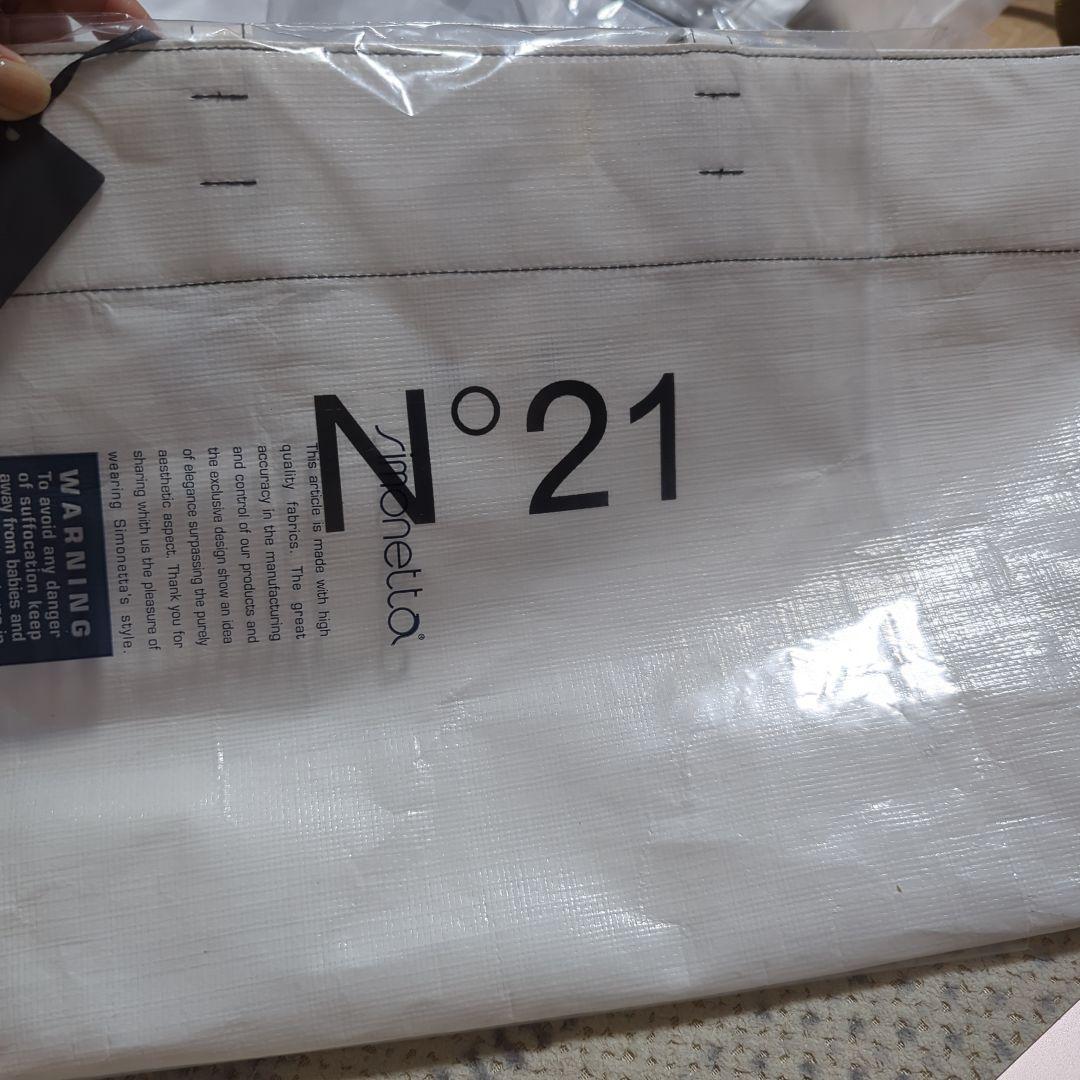 N°21
simonetta®
This article is made with high
quality fabrics. The great
accuracy in the manufacturing
and control of our products and
the exclusive design show an idea
of elegance surpassing the purely
aesthetic aspect. Thank you for
sharing which us the pleasure of
wearing Simonetta's style.
WARNING
To avoid any danger
of suffocation keep
away from babies and